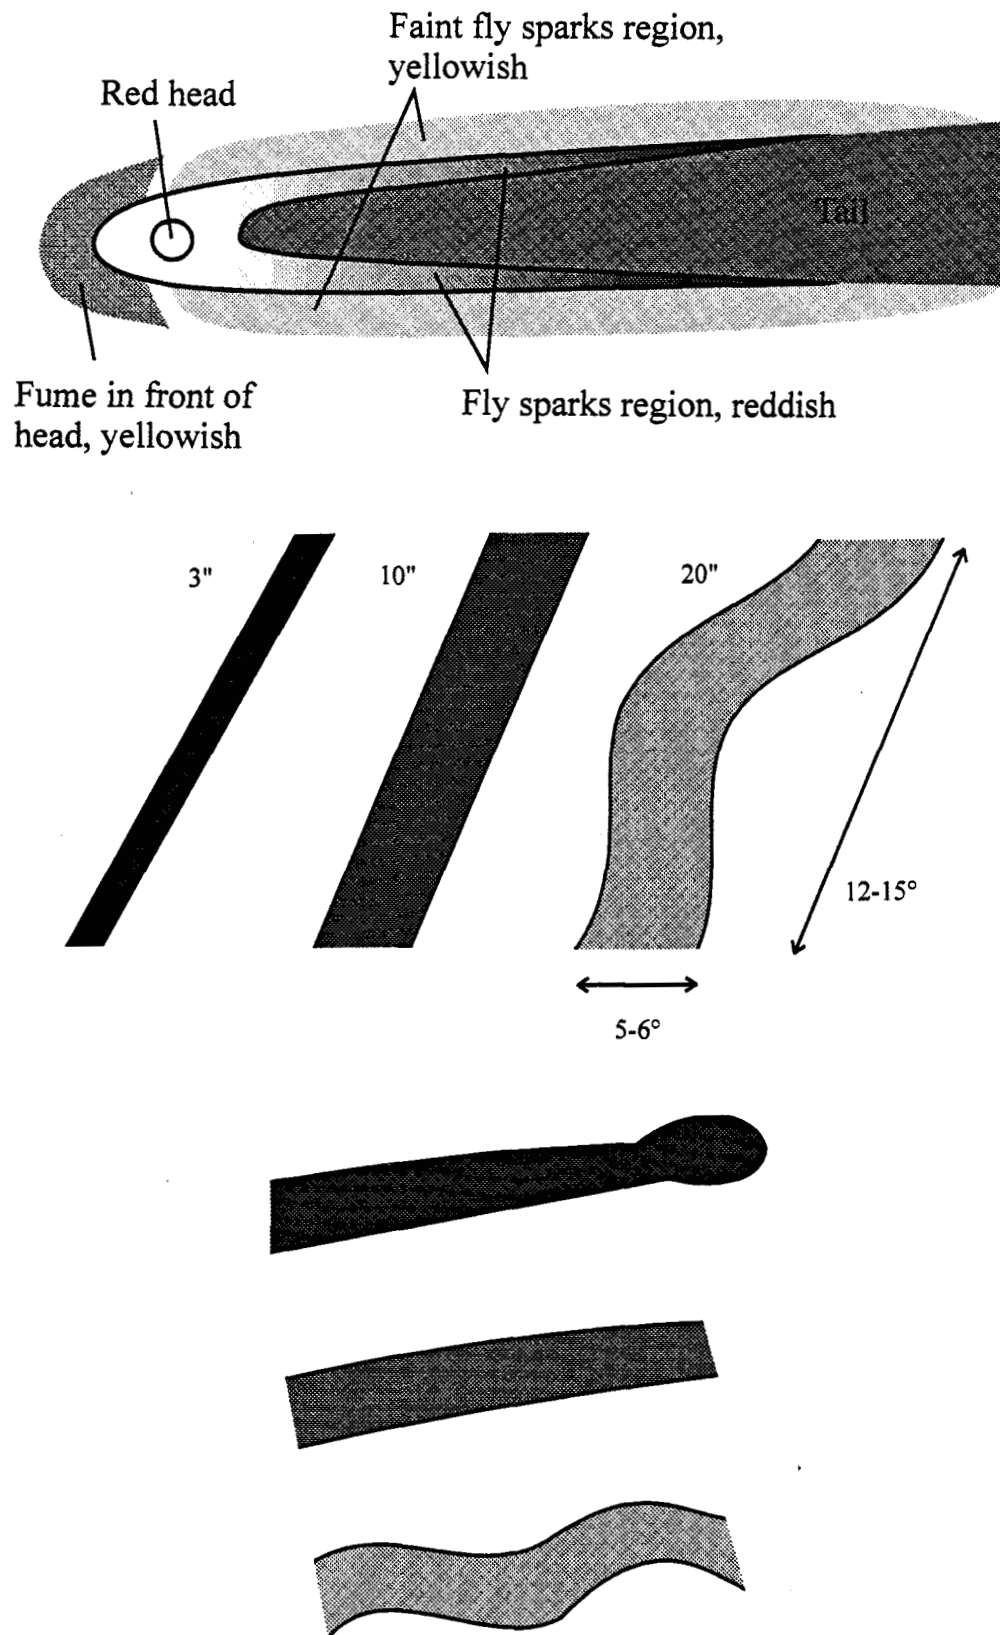 Faint fly sparks region,
yellowish
Red head
Tail
Fume in front of
head, yellowish
Fly sparks region, reddish
3"
10"
20"
12-15°
5-6°